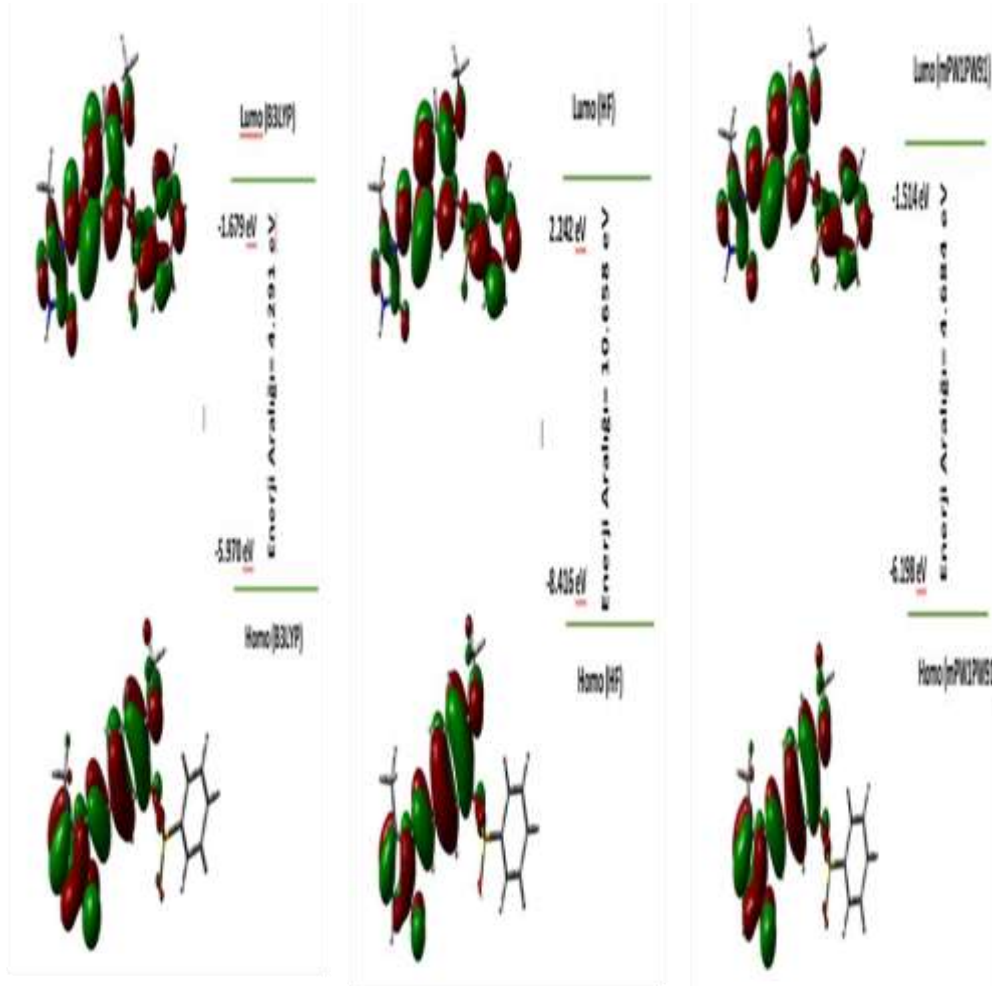 Lumo (B3LYP)
-1.679 eV
Enerji Aralığı= 4.291 eV
-5.970 eV
Homo (B3LYP)
Lumo (HF)
2.242 eV
Enerji Aralığı= 10.658 eV
-8.416 eV
Homo (HF)
Lumo (mPW1PW91)
-1.514 eV
Enerji Aralığı= 4.684 eV
-6.198 eV
Homo (mPW1PW91